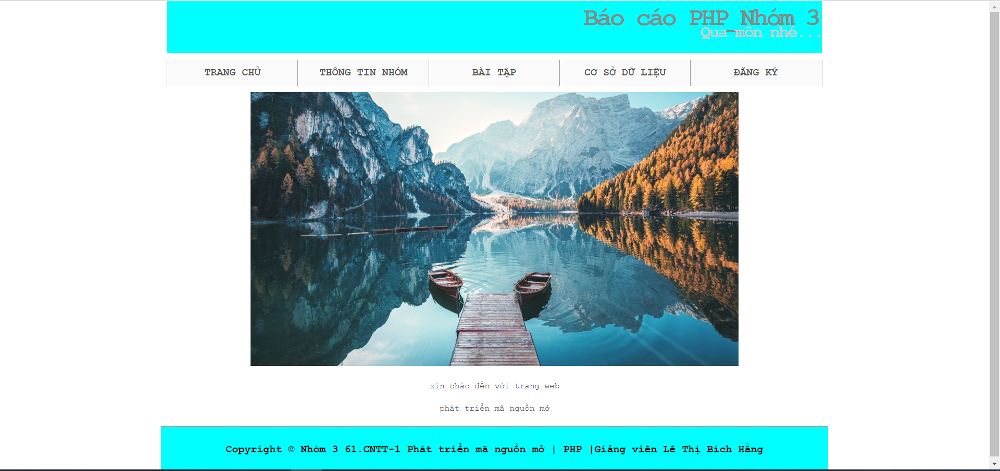 Báo cáo PHP_Nhóm 3
Qua môn nhé...
TRANG CHỦ
THÔNG TIN NHÓM
BÀI TẬP
CƠ SỞ DỮ LIỆU
ĐĂNG KÝ
xin chào đến với trang web
phát triển mã nguồn mở
Copyright © Nhóm 3 61.CNTT-1 Phát triển mã nguồn mở | PHP |Giảng viên Lê Thị Bích Hằng